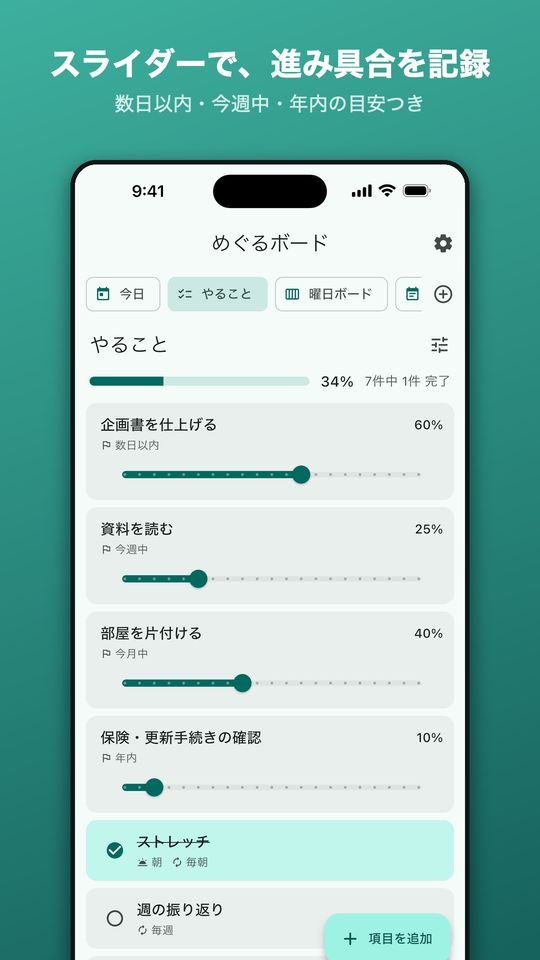 スライダーで、進み具合を記録
数日以内・今週中・年内の目安つき
9:41
めぐるボード
今日 やること 曜日ボード
やること
34% 7件中 1件 完了
企画書を仕上げる 60%
数日以内
資料を読む 25%
今週中
部屋を片付ける 40%
今月中
保険・更新手続きの確認 10%
年内
ストレッチ
朝 毎朝
週の振り返り
毎週
項目を追加